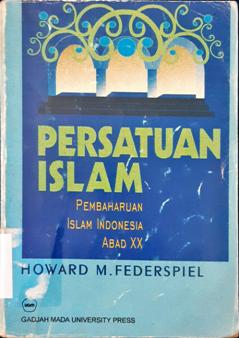 PERSATUAN
ISLAM
PEMBAHARUAN
ISLAM INDONESIA
ABAD XX
HOWARD M. FEDERSPIEL
GADJAH MADA UNIVERSITY PRESS